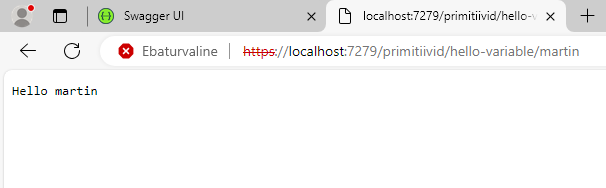 Swagger UI
localhost:7279/primitiivid/hello-v
Ebaturvaline
https://localhost:7279/primitiivid/hello-variable/martin
Hello martin